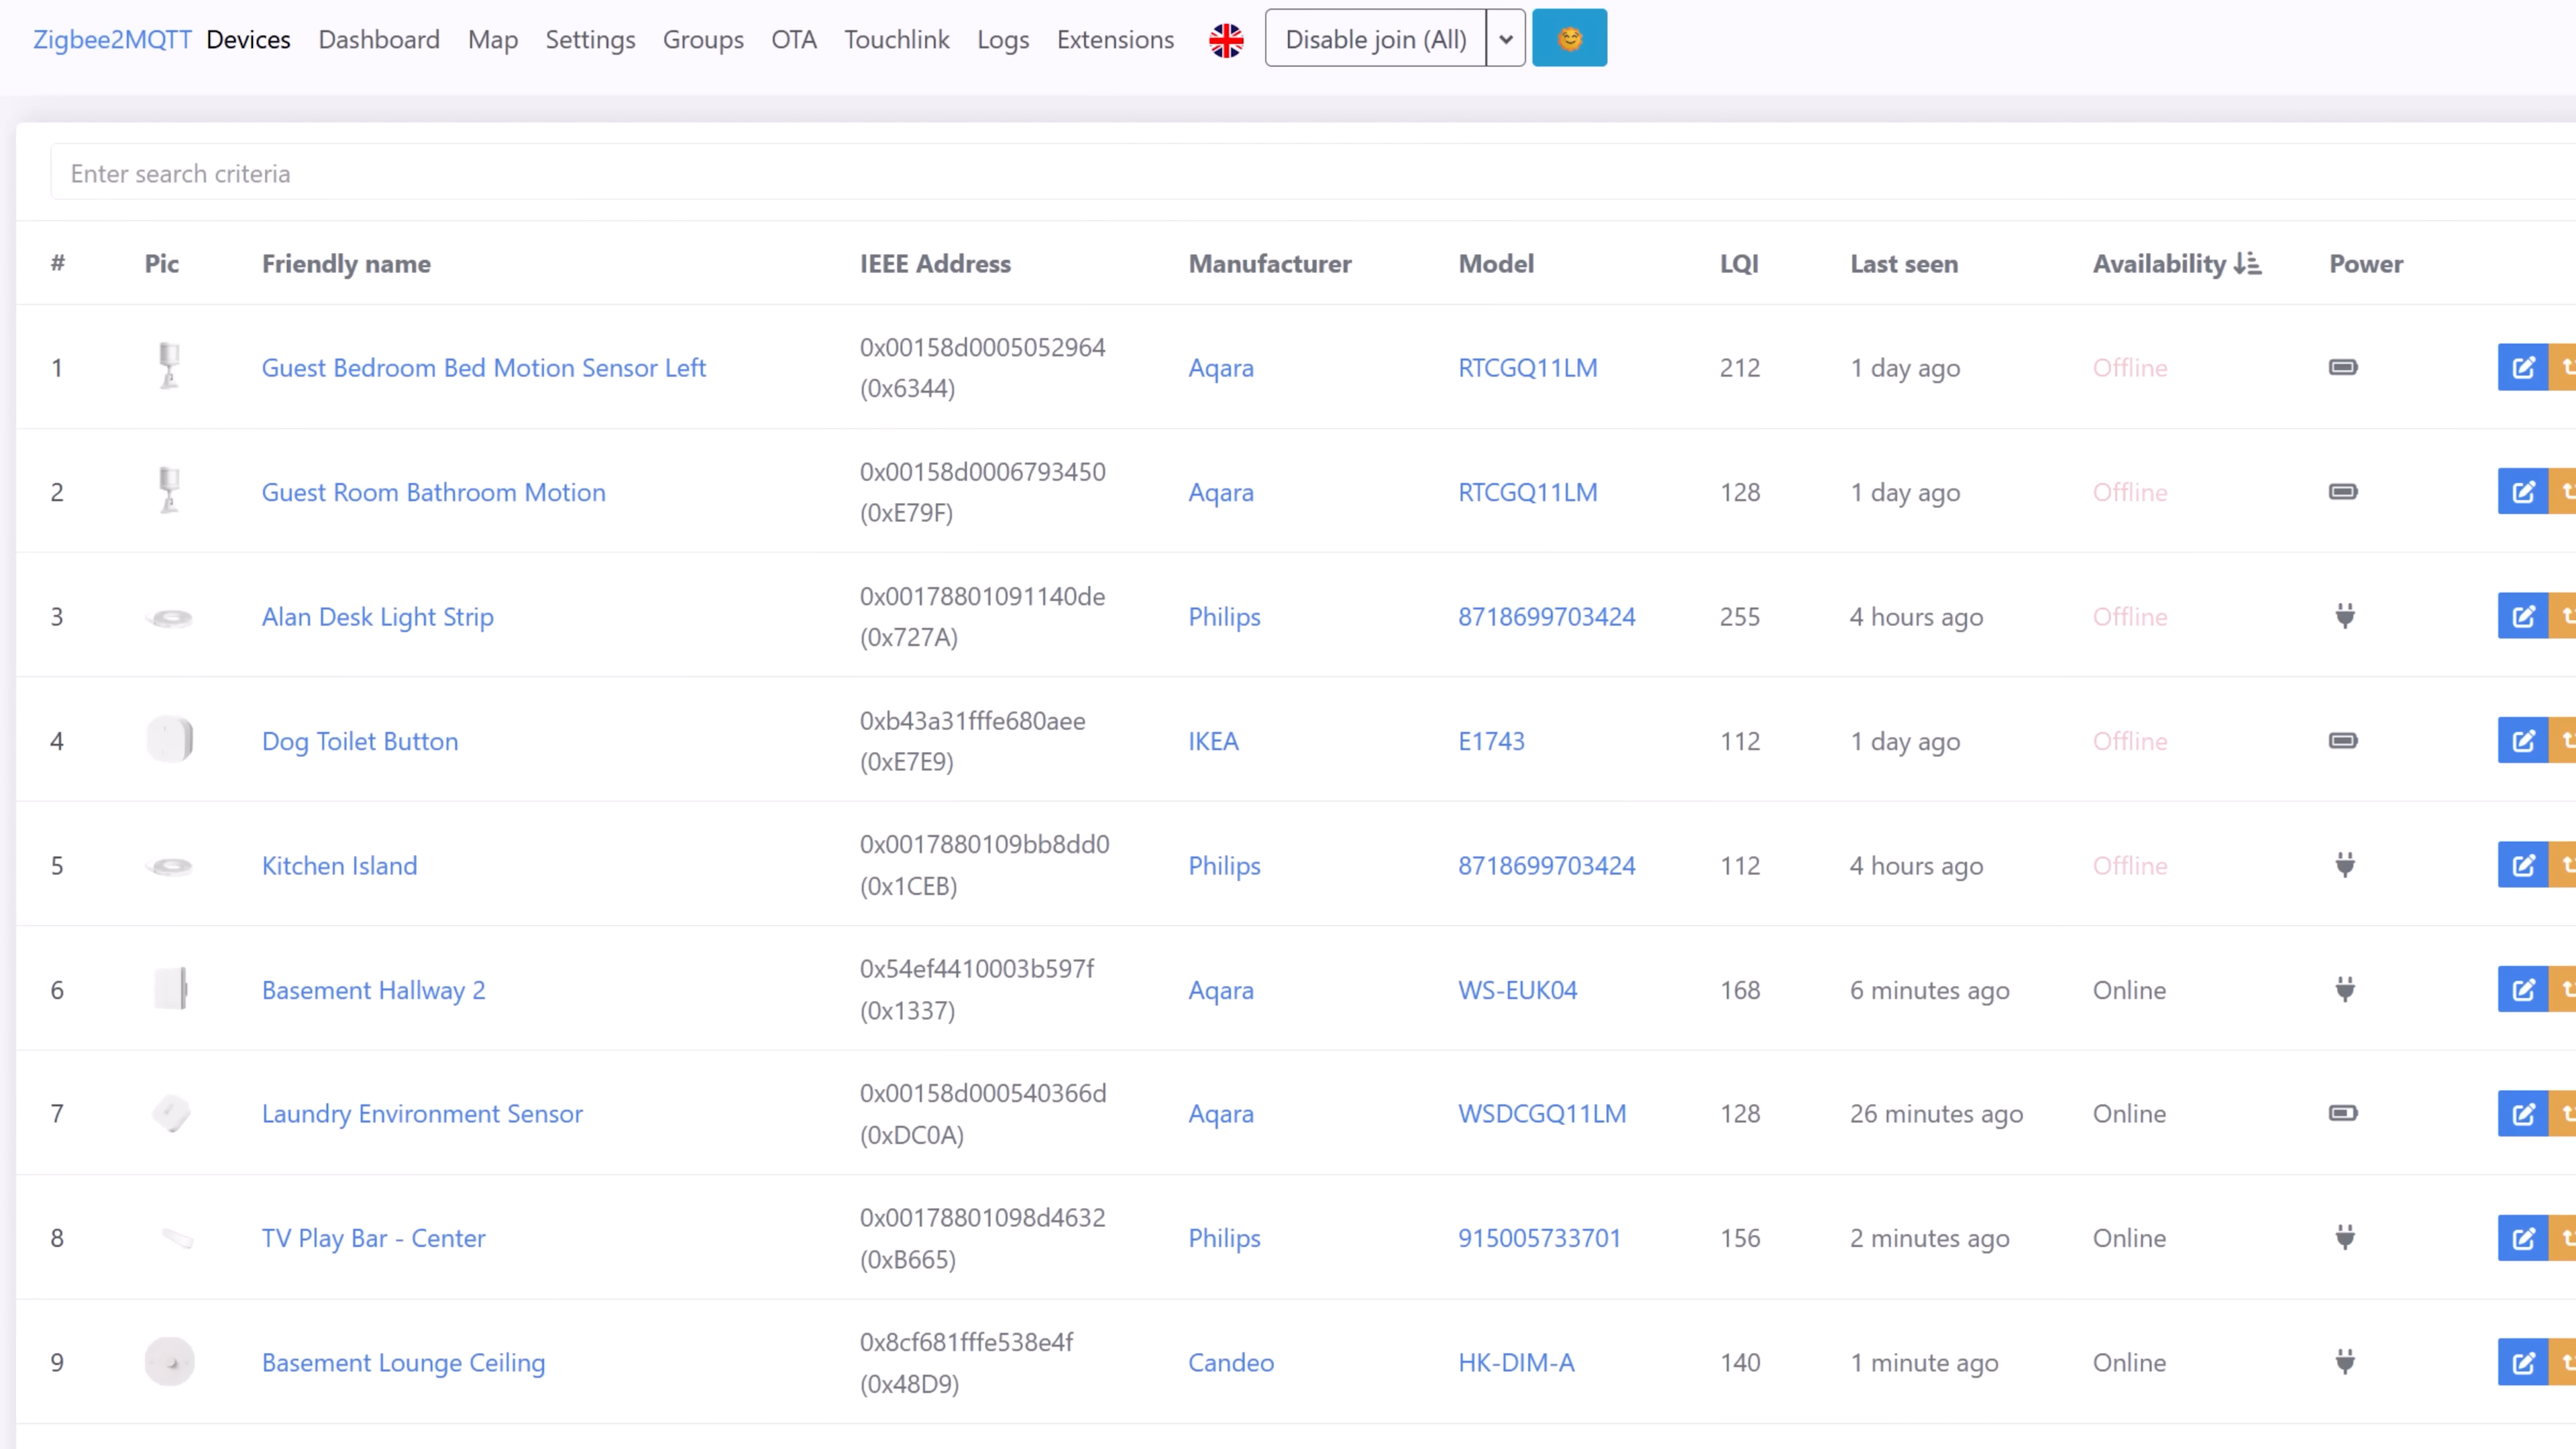 Zigbee2MQTT Devices Dashboard Map Settings Groups OTA Touchlink Logs Extensions Disable join (All)
Enter search criteria
# Pic Friendly name IEEE Address Manufacturer Model LQI Last seen Availability Power
1 Guest Bedroom Bed Motion Sensor Left 0x00158d0005052964 Aqara RTCGQ11LM 212 1 day ago Offline
(0x6344)
2 Guest Room Bathroom Motion 0x00158d0006793450 Aqara RTCGQ11LM 128 1 day ago Offline
(0xE79F)
3 Alan Desk Light Strip 0x00178801091140de Philips 8718699703424 255 4 hours ago Offline
(0x727A)
4 Dog Toilet Button 0xb43a31fffe680aee IKEA E1743 112 1 day ago Offline
(0xE7E9)
5 Kitchen Island 0x0017880109bb8dd0 Philips 8718699703424 112 4 hours ago Offline
(0x1CEB)
6 Basement Hallway 2 0x54ef4410003b597f Aqara WS-EUK04 168 6 minutes ago Online
(0x1337)
7 Laundry Environment Sensor 0x00158d000540366d Aqara WSDCGQ11LM 128 26 minutes ago Online
(0xDC0A)
8 TV Play Bar - Center 0x00178801098d4632 Philips 915005733701 156 2 minutes ago Online
(0xB665)
9 Basement Lounge Ceiling 0x8cf681fffe538e4f Candeo HK-DIM-A 140 1 minute ago Online
(0x48D9)